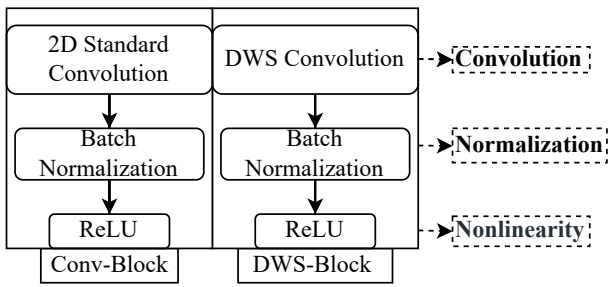 2D Standard
Convolution
DWS Convolution
Convolution
Batch
Normalization
Batch
Normalization
Normalization
ReLU
ReLU
Nonlinearity
Conv-Block
DWS-Block